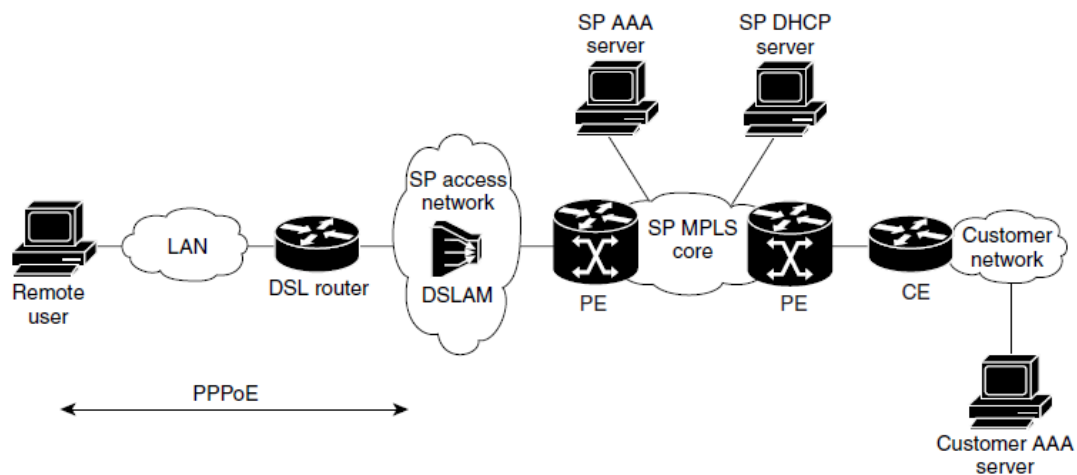 SP AAA
server
SP DHCP
server
SP access
network
LAN
SP MPLS
core
Customer
network
Remote
user
DSL router
DSLAM
PE
PE
CE
PPPoE
Customer AAA
server